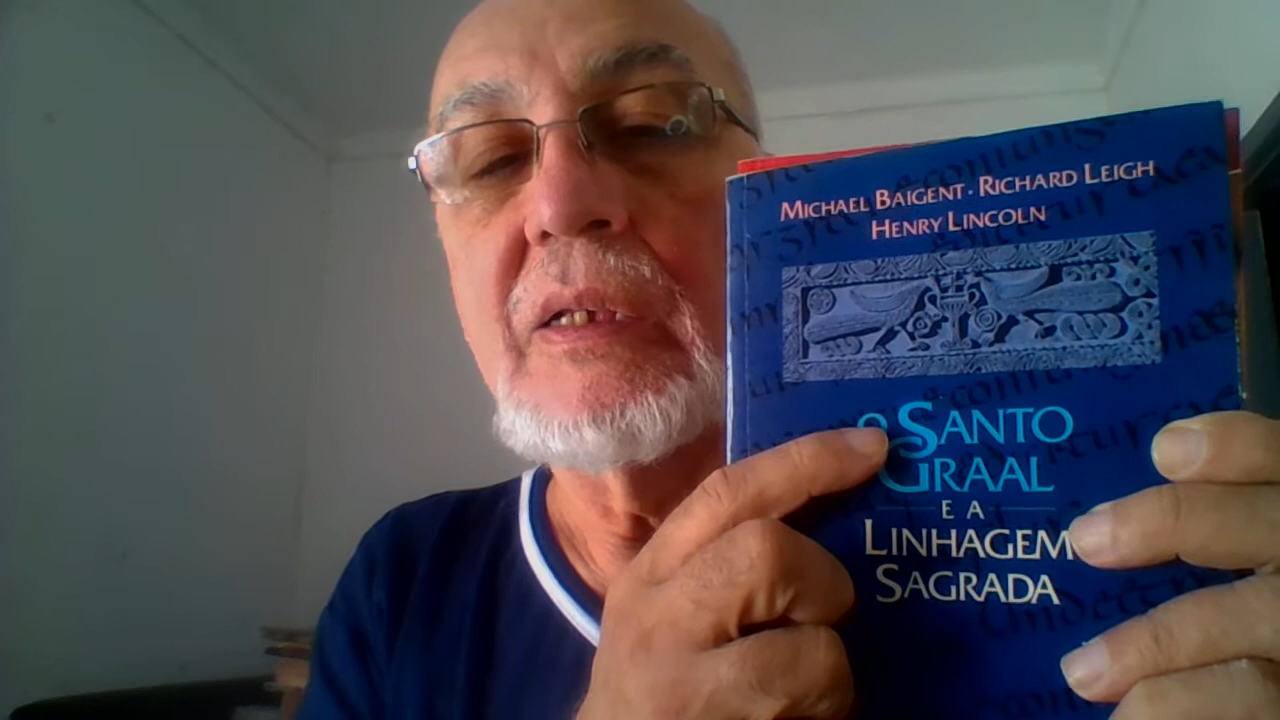 MICHAEL BAIGENT · RICHARD LEIGH
HENRY LINCOLN
O SANTO
GRAAL
E A
LINHAGEM
SAGRADA